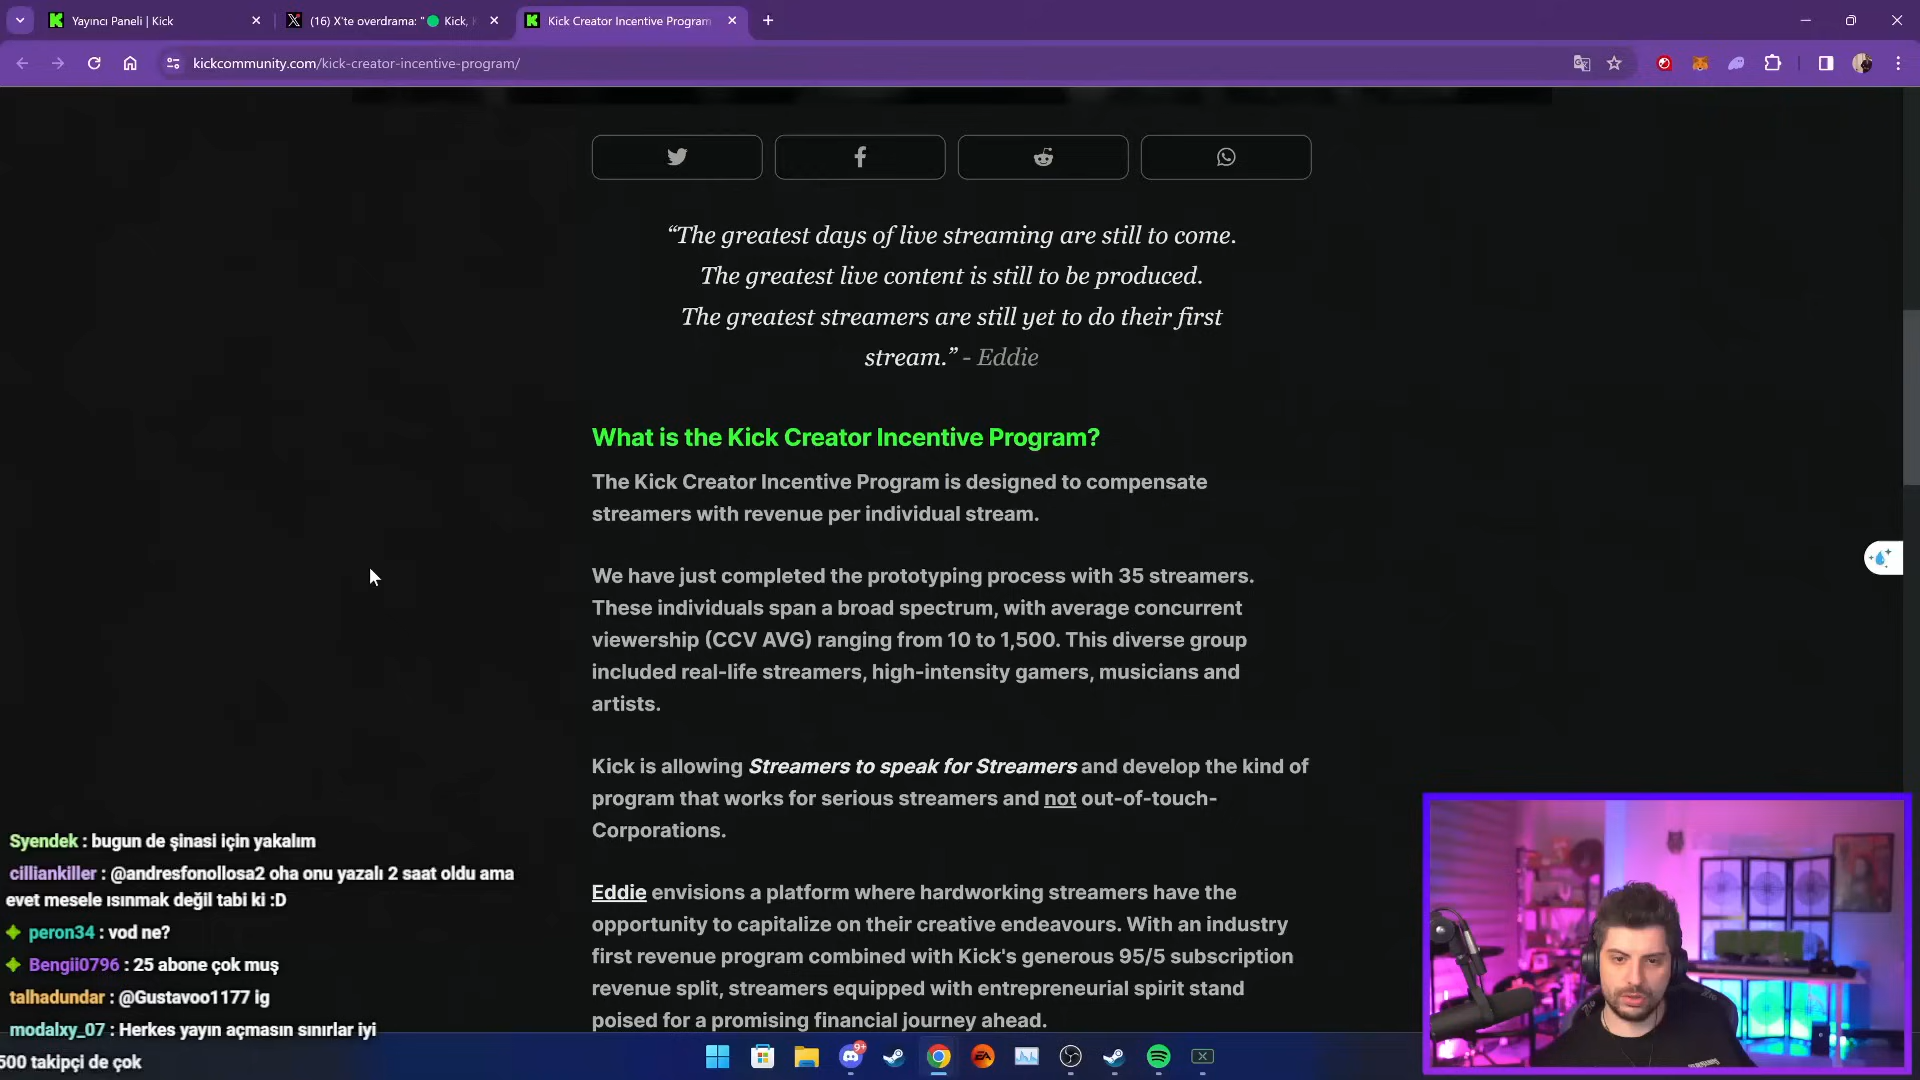 Yayıncı Paneli | Kick
(16) X'te overdrama: "🟢 Kick, K
Kick Creator Incentive Program
kickcommunity.com/kick-creator-incentive-program/
“The greatest days of live streaming are still to come.
The greatest live content is still to be produced.
The greatest streamers are still yet to do their first
stream.” - Eddie
What is the Kick Creator Incentive Program?
The Kick Creator Incentive Program is designed to compensate
streamers with revenue per individual stream.
We have just completed the prototyping process with 35 streamers.
These individuals span a broad spectrum, with average concurrent
viewership (CCV AVG) ranging from 10 to 1,500. This diverse group
included real-life streamers, high-intensity gamers, musicians and
artists.
Kick is allowing Streamers to speak for Streamers and develop the kind of
program that works for serious streamers and not out-of-touch-
Corporations.
Eddie envisions a platform where hardworking streamers have the
opportunity to capitalize on their creative endeavours. With an industry
first revenue program combined with Kick's generous 95/5 subscription
revenue split, streamers equipped with entrepreneurial spirit stand
poised for a promising financial journey ahead.
Syendek : bugun de şinasi için yakalım
cilliankiller : @andresfonollosa2 oha onu yazalı 2 saat oldu ama
evet mesele ısınmak değil tabi ki :D
peron34 : vod ne?
Bengii0796 : 25 abone çok muş
talhadundar : @Gustavoo1177 ig
modalxy_07 : Herkes yayın açmasın sınırlar iyi
500 takipçi de çok
9+
EA